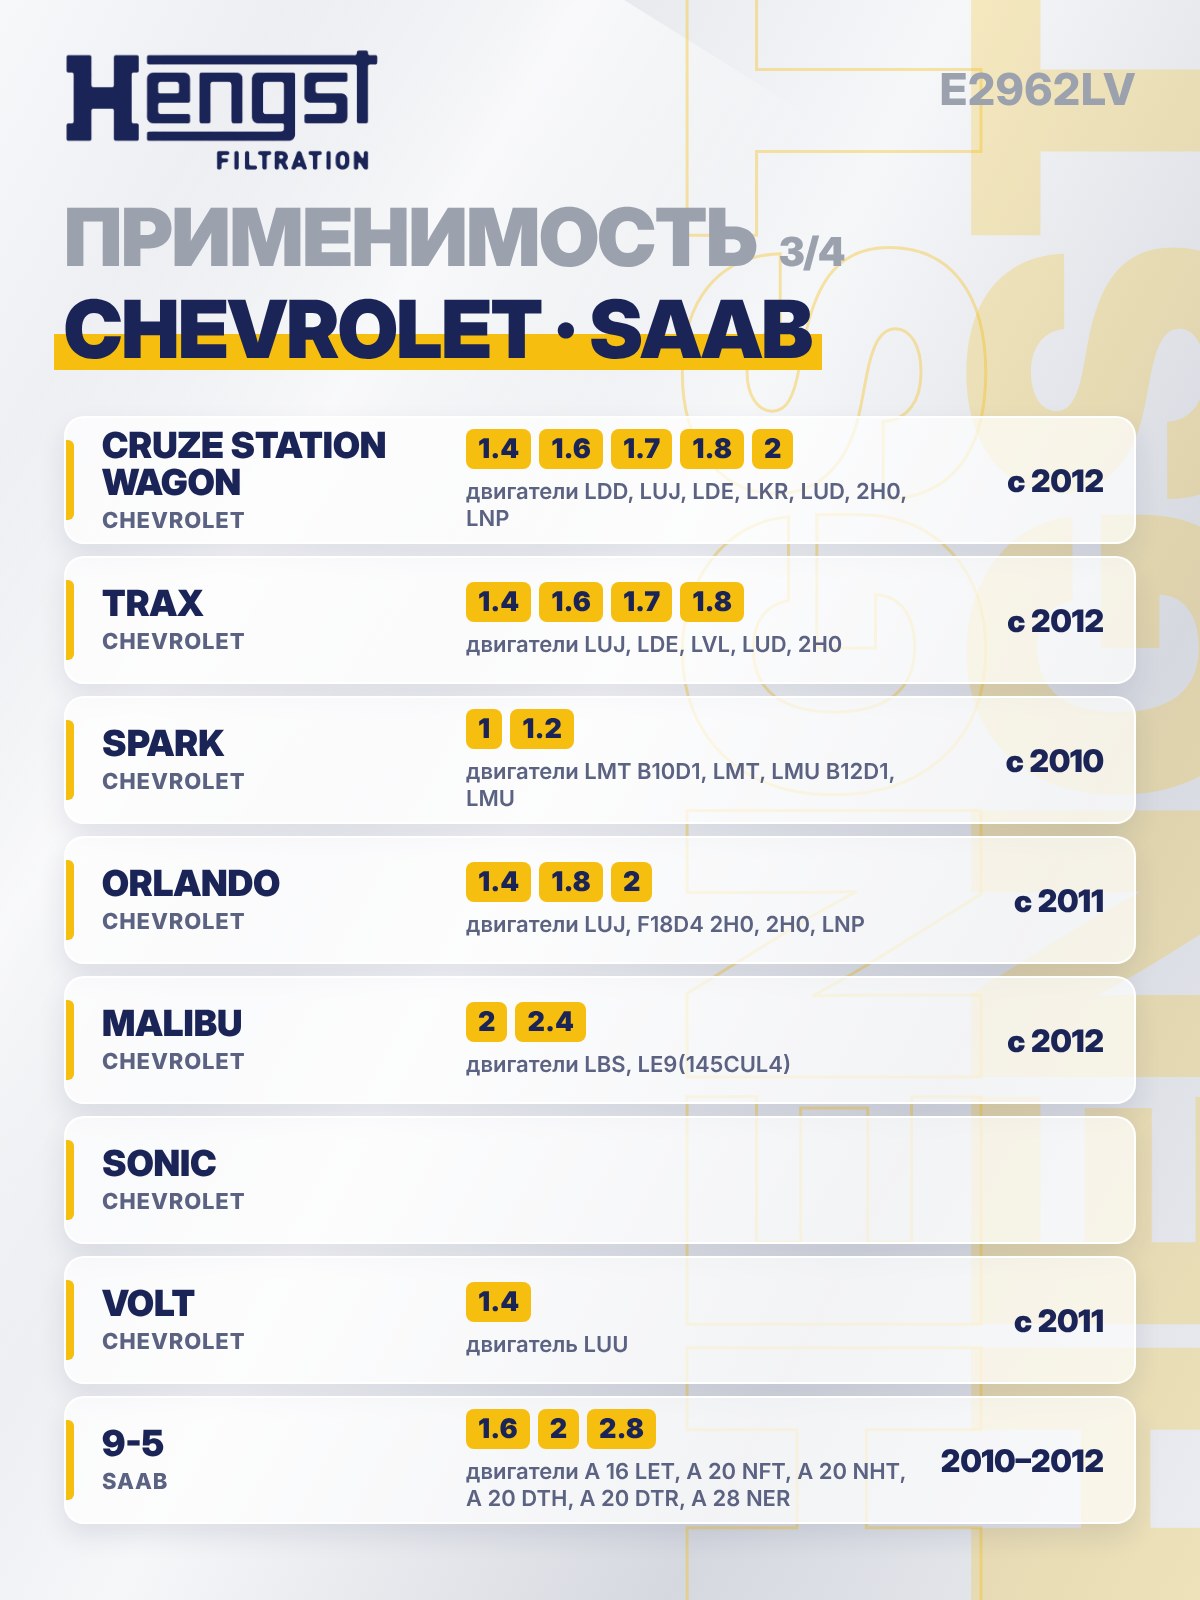 Hengst
FILTRATION
E2962LV
ПРИМЕНИМОСТЬ 3/4
CHEVROLET · SAAB
CRUZE STATION
WAGON
CHEVROLET
1.4 1.6 1.7 1.8 2
двигатели LDD, LUJ, LDE, LKR, LUD, 2H0,
LNP
с 2012
TRAX
CHEVROLET
1.4 1.6 1.7 1.8
двигатели LUJ, LDE, LVL, LUD, 2H0
с 2012
SPARK
CHEVROLET
1 1.2
двигатели LMT B10D1, LMT, LMU B12D1,
LMU
с 2010
ORLANDO
CHEVROLET
1.4 1.8 2
двигатели LUJ, F18D4 2H0, 2H0, LNP
с 2011
MALIBU
CHEVROLET
2 2.4
двигатели LBS, LE9(145CUL4)
с 2012
SONIC
CHEVROLET
VOLT
CHEVROLET
1.4
двигатель LUU
с 2011
9-5
SAAB
1.6 2 2.8
двигатели A 16 LET, A 20 NFT, A 20 NHT,
A 20 DTH, A 20 DTR, A 28 NER
2010–2012
HENGST
HENGST